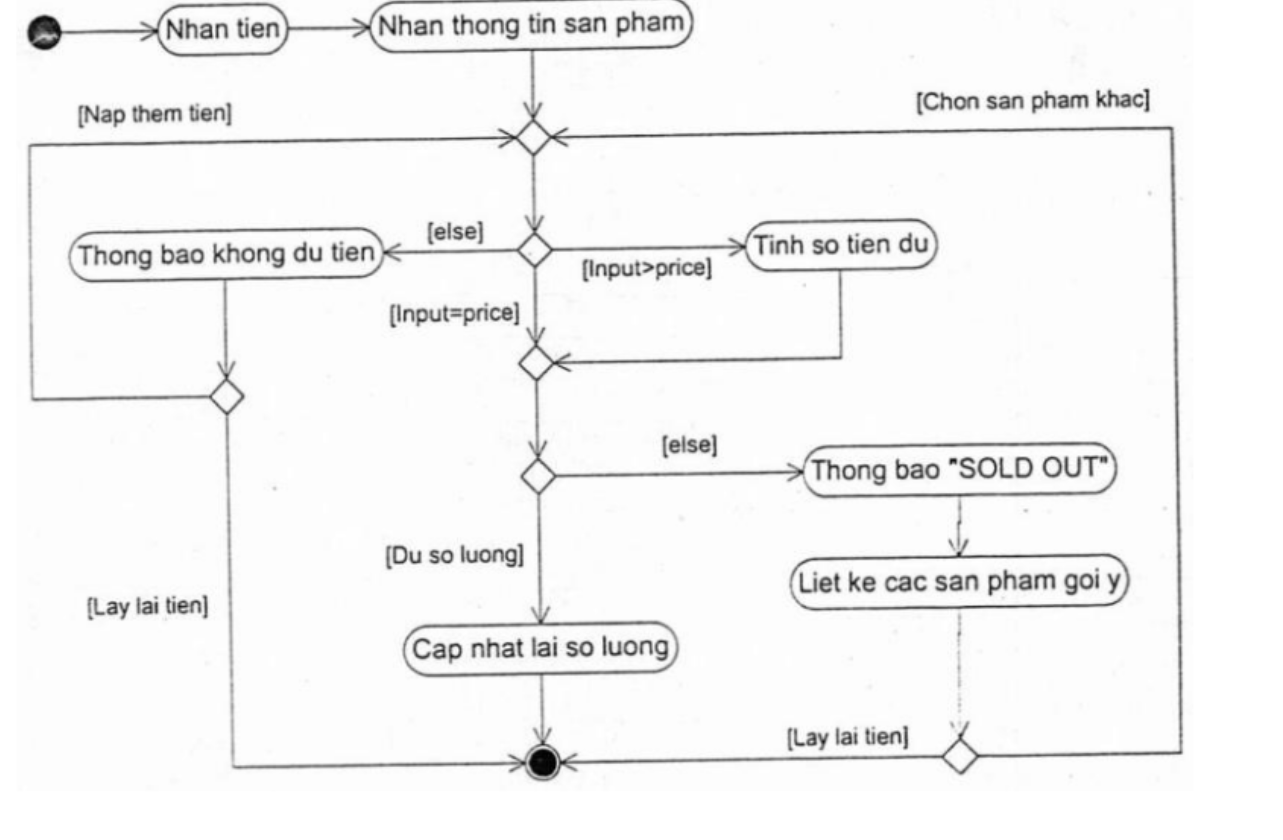 Nhan tien
Nhan thong tin san pham
[Nap them tien]
[Chon san pham khac]
Thong bao khong du tien
[else]
[Input>price]
Tinh so tien du
[Input=price]
[else]
Thong bao "SOLD OUT"
[Du so luong]
Liet ke cac san pham goi y
[Lay lai tien]
Cap nhat lai so luong
[Lay lai tien]